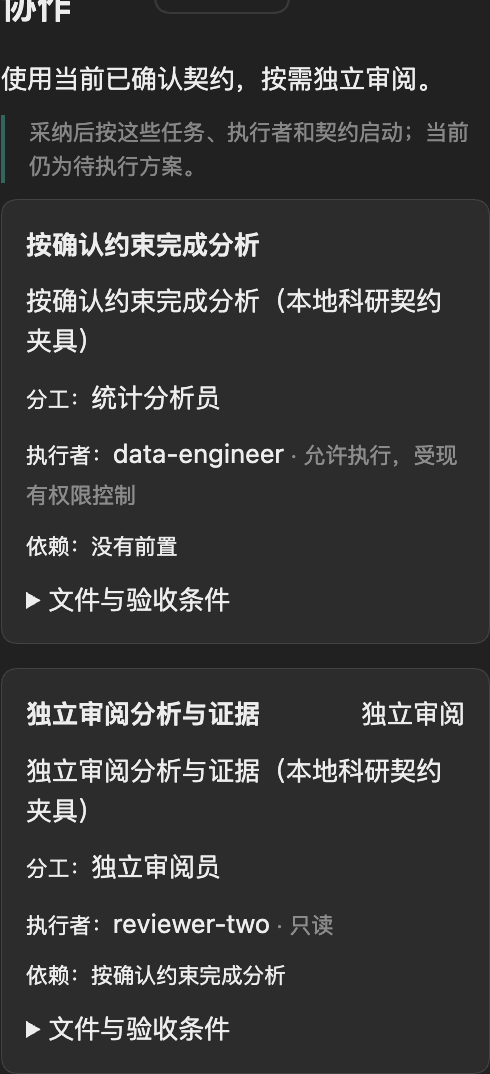 协作
使用当前已确认契约，按需独立审阅。
采纳后按这些任务、执行者和契约启动；当前
仍为待执行方案。
按确认约束完成分析
按确认约束完成分析（本地科研契约
夹具）
分工：统计分析员
执行者：data-engineer · 允许执行，受现
有权限控制
依赖：没有前置
▶ 文件与验收条件
独立审阅分析与证据 独立审阅
独立审阅分析与证据（本地科研契约
夹具）
分工：独立审阅员
执行者：reviewer-two · 只读
依赖：按确认约束完成分析
▶ 文件与验收条件